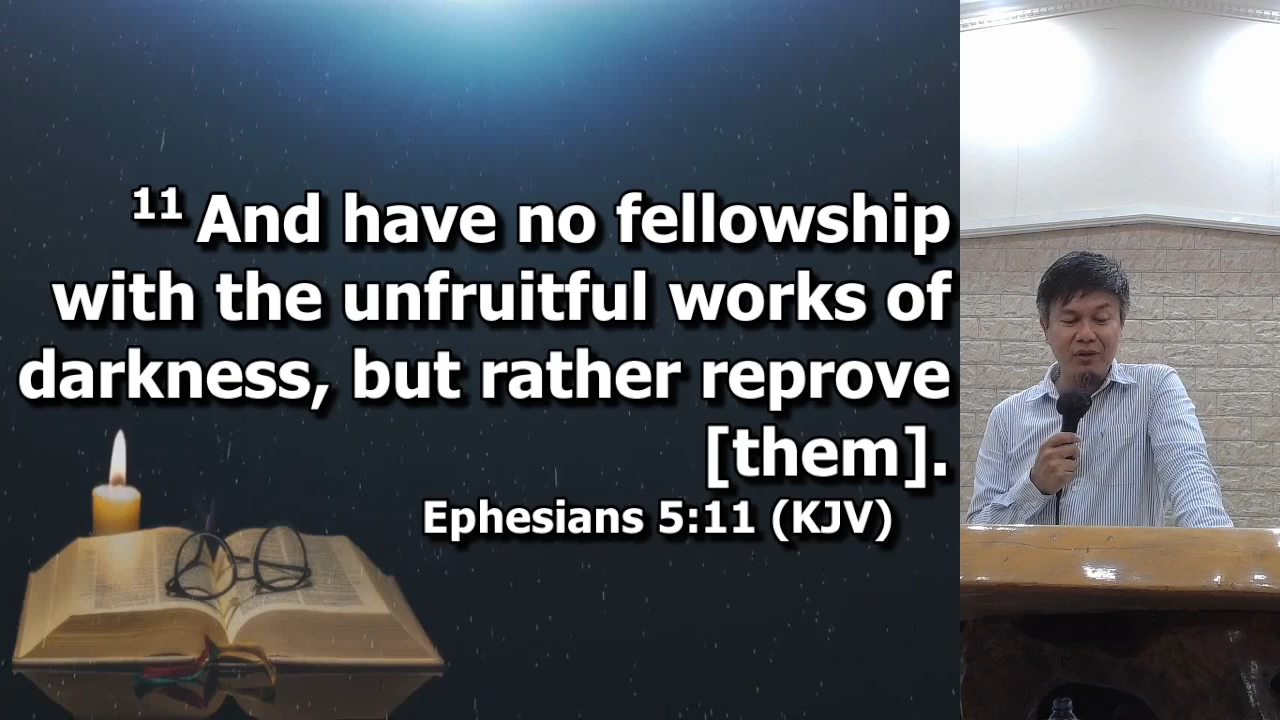 11 And have no fellowship
with the unfruitful works of
darkness, but rather reprove
[them].
Ephesians 5:11 (KJV)